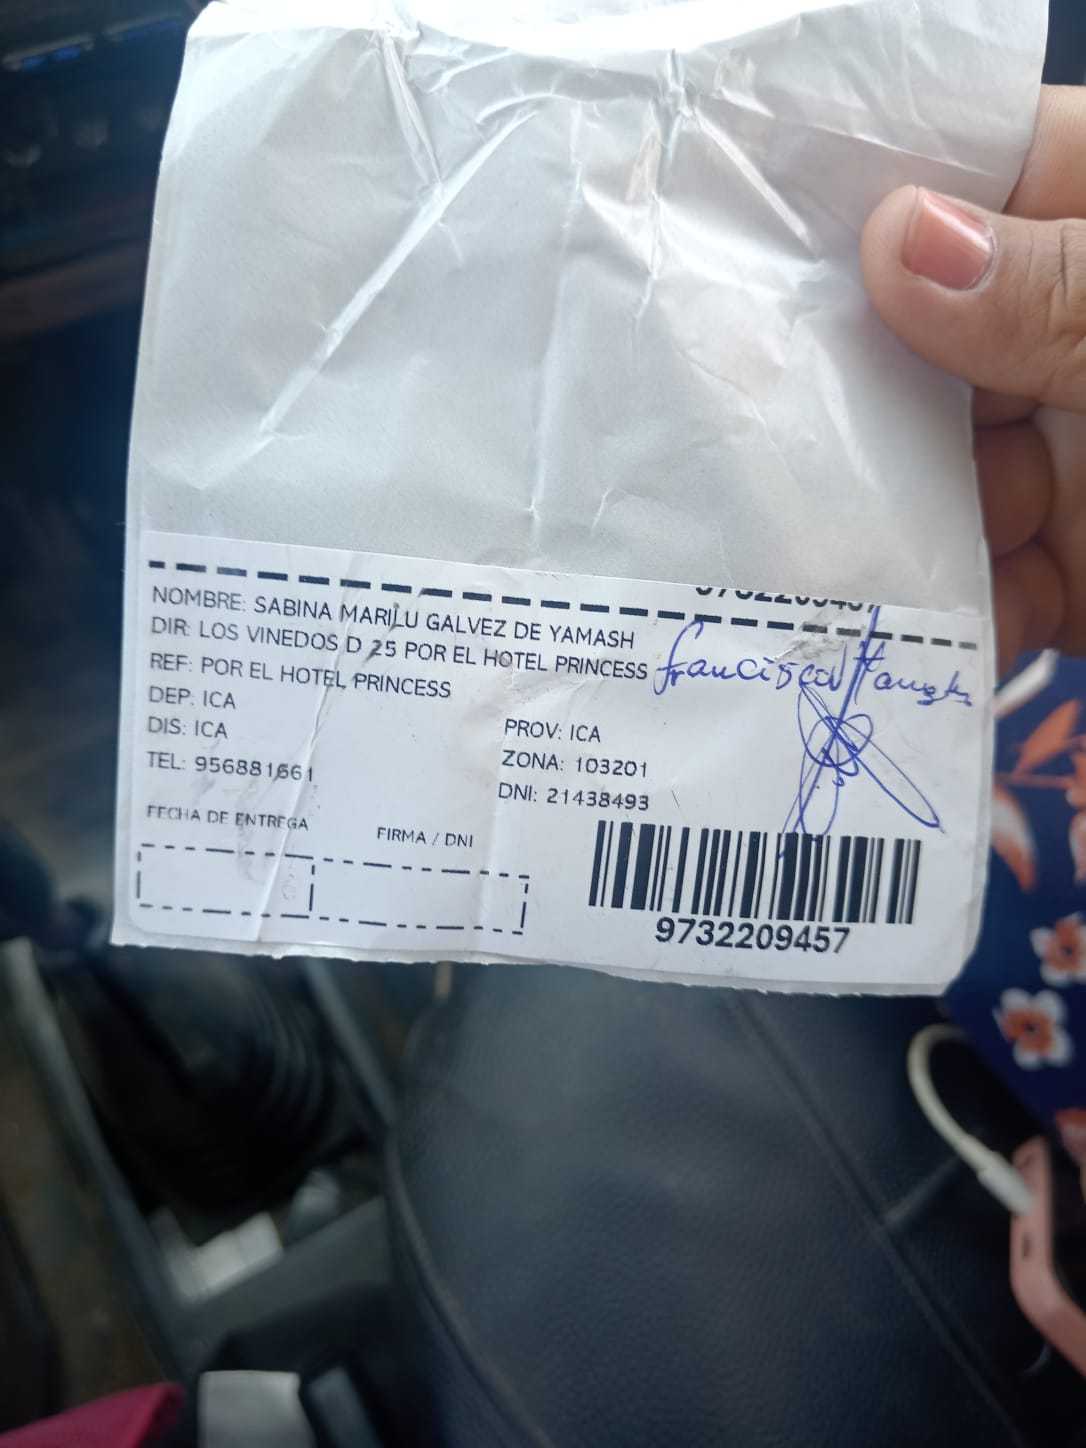 NOMBRE: SABINA MARILU GALVEZ DE YAMASH
DIR: LOS VINEDOS D 25 POR EL HOTEL PRINCESS
REF: POR EL HOTEL PRINCESS
DEP: ICA
DIS: ICA
PROV: ICA
TEL: 956881661
ZONA: 103201
DNI: 21438493
FECHA DE ENTREGA
FIRMA / DNI
9732209457
9732209457